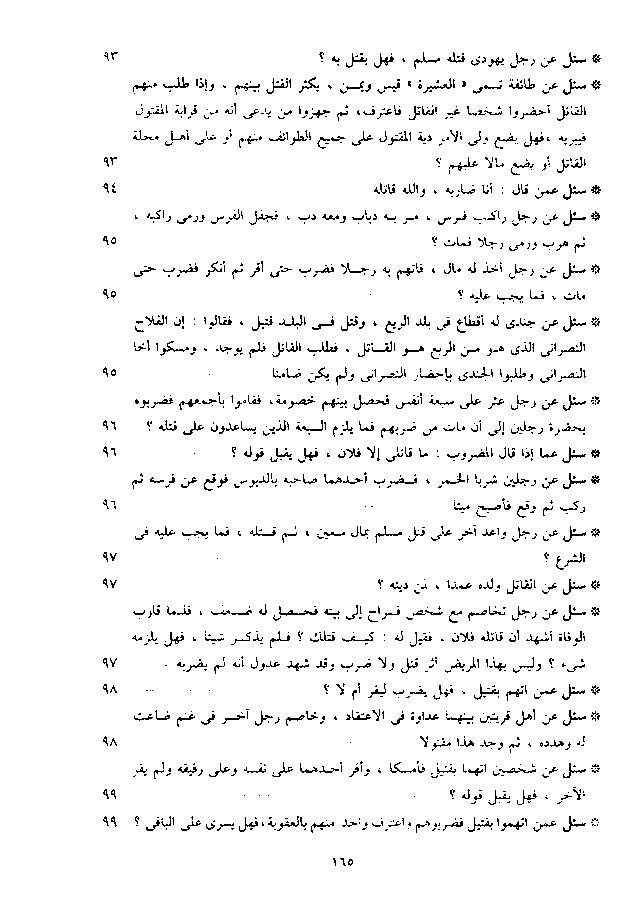 * سئل عن رجل يهودى قتله مسلم ، فهل يقتل به ؟ ٩٣
* سئل عن طائفة تسمى « العشيرة » قيس ويمن ، يكثر القتل بينهم ، وإذا طلب منهم
القاتل أحضروا شخصا غير القاتل فاعترف، ثم جهزوا من يدعى أنه من قرابة المقتول
فيبريه ، فهل يضع ولى الأمر دية المقتول على جميع الطوائف منهم أو على أهل محلة
القاتل أو يضع مالا عليهم ؟ ٩٣
* سئل عمن قال : أنا ضاربه ، والله قاتله ٩٤
* سئل عن رجل راكب فرس ، مر به دباب ومعه دب ، فجفل الفرس ورمى راكبه ،
ثم هرب ورمى رجلا فمات ؟ ٩٥
* سئل عن رجل أخذ له مال ، فاتهم به رجلا فضرب حتى أقر ثم أنكر فضرب حتى
مات ، فما يجب عليه ؟ ٩٥
* سئل عن جندى له أقطاع فى بلد الربع ، وقتل فى البلد قتيل ، فقالوا : إن الفلاح
النصرانى الذى هو من الربع هو القاتل ، فطلب القاتل فلم يوجد ، ومسكوا أخا
النصرانى وطلبوا الجندى بإحضار النصرانى ولم يكن ضامنا ٩٥
* سئل عن رجل عثر على سبعة أنفس فحصل بينهم خصومة، فقاموا بأجمعهم فضربوه
بحضرة رجلين إلى أن مات من ضربهم فما يلزم السبعة الذين يساعدون على قتله ؟ ٩٦
* سئل عما إذا قال المضروب : ما قاتلى إلا فلان ، فهل يقبل قوله ؟ ٩٦
* سئل عن رجلين شربا الخمر ، فضرب أحدهما صاحبه بالدبوس فوقع عن فرسه ثم
ركب ثم وقع فأصبح ميتا ٩٦
* سئل عن رجل واعد آخر على قتل مسلم بمال معين ، ثم قتله ، فما يجب عليه فى
الشرع ؟ ٩٧
* سئل عن القاتل ولده عمدا ، لمن ديته ؟ ٩٧
* سئل عن رجل تخاصم مع شخص فراح إلى بيته فحصل له ضعف ، فلما قارب
الوفاة أشهد أن قاتله فلان ، فقيل له : كيف قتلك ؟ فلم يذكر شيئا ، فهل يلزمه
شىء ؟ وليس بهذا المريض أثر قتل ولا ضرب وقد شهد عدول أنه لم يضربه ٩٧
* سئل عمن اتهم بقتيل ، فهل يضرب ليقر أم لا ؟ ٩٨
* سئل عن أهل قريتين بينهما عداوة فى الاعتقاد ، وخاصم رجل آخر فى غنم ضاعت
له وهدده ، ثم وجد هذا مقتولا ٩٨
* سئل عن شخصين اتهما بقتيل فأمسكا ، وأقر أحدهما على نفسه وعلى رفيقه ولم يقر
الآخر ، فهل يقبل قوله ؟ ٩٩
* سئل عمن اتهموا بقتيل فضربوهم واعترف واحد منهم بالعقوبة، فهل يسرى على الباقى ؟ ٩٩
١٦٥